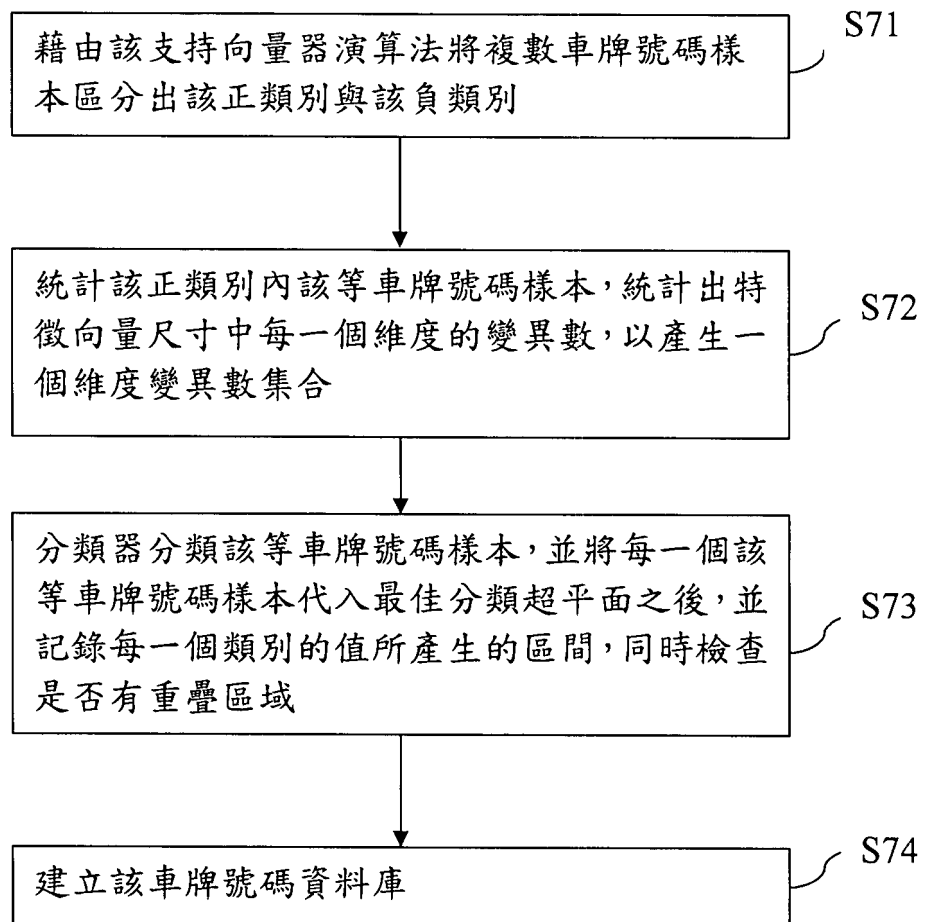 藉由該支持向量器演算法將複數車牌號碼樣
本區分出該正類別與該負類別
S71
統計該正類別內該等車牌號碼樣本,統計出特
徵向量尺寸中每一個維度的變異數,以產生一
個維度變異數集合
S72
分類器分類該等車牌號碼樣本,並將每一個該
等車牌號碼樣本代入最佳分類超平面之後,並
記錄每一個類別的值所產生的區間,同時檢查
是否有重疊區域
S73
建立該車牌號碼資料庫
S74